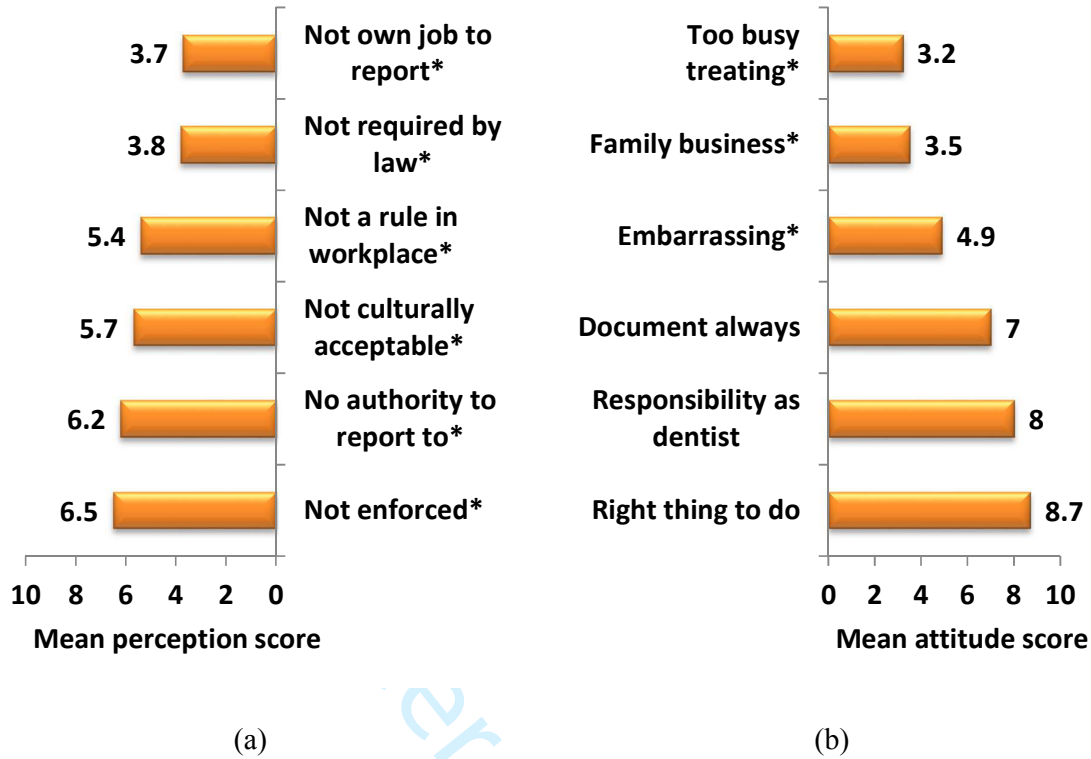 3.7
Not own job to
report*
3.8
Not required by
law*
5.4
Not a rule in
workplace*
5.7
Not culturally
acceptable*
6.2
No authority to
report to*
6.5
Not enforced*
10 8 6 4 2 0
Mean perception score
(a)
Too busy
treating*
3.2
Family business*
3.5
Embarrassing*
4.9
Document always
7
Responsibility as
dentist
8
Right thing to do
8.7
0 2 4 6 8 10
Mean attitude score
(b)
er